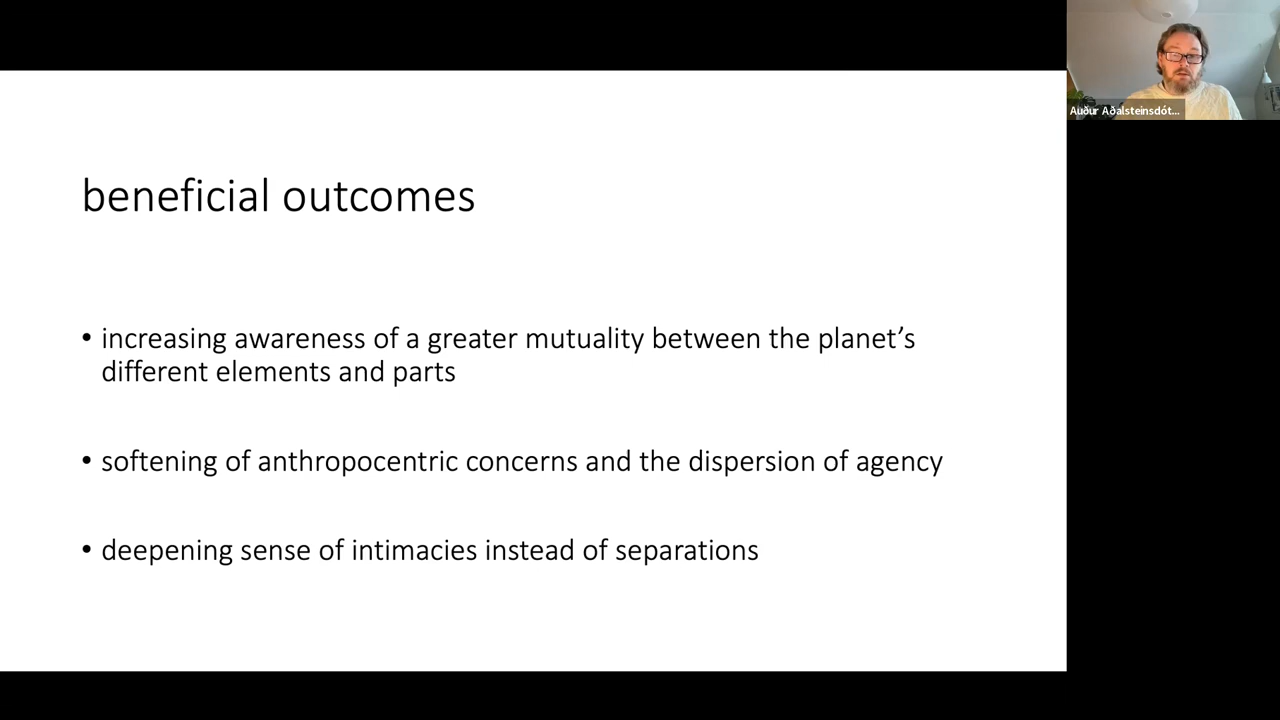 beneficial outcomes
• increasing awareness of a greater mutuality between the planet’s
different elements and parts
• softening of anthropocentric concerns and the dispersion of agency
• deepening sense of intimacies instead of separations
Auður Aðalsteinsdót...